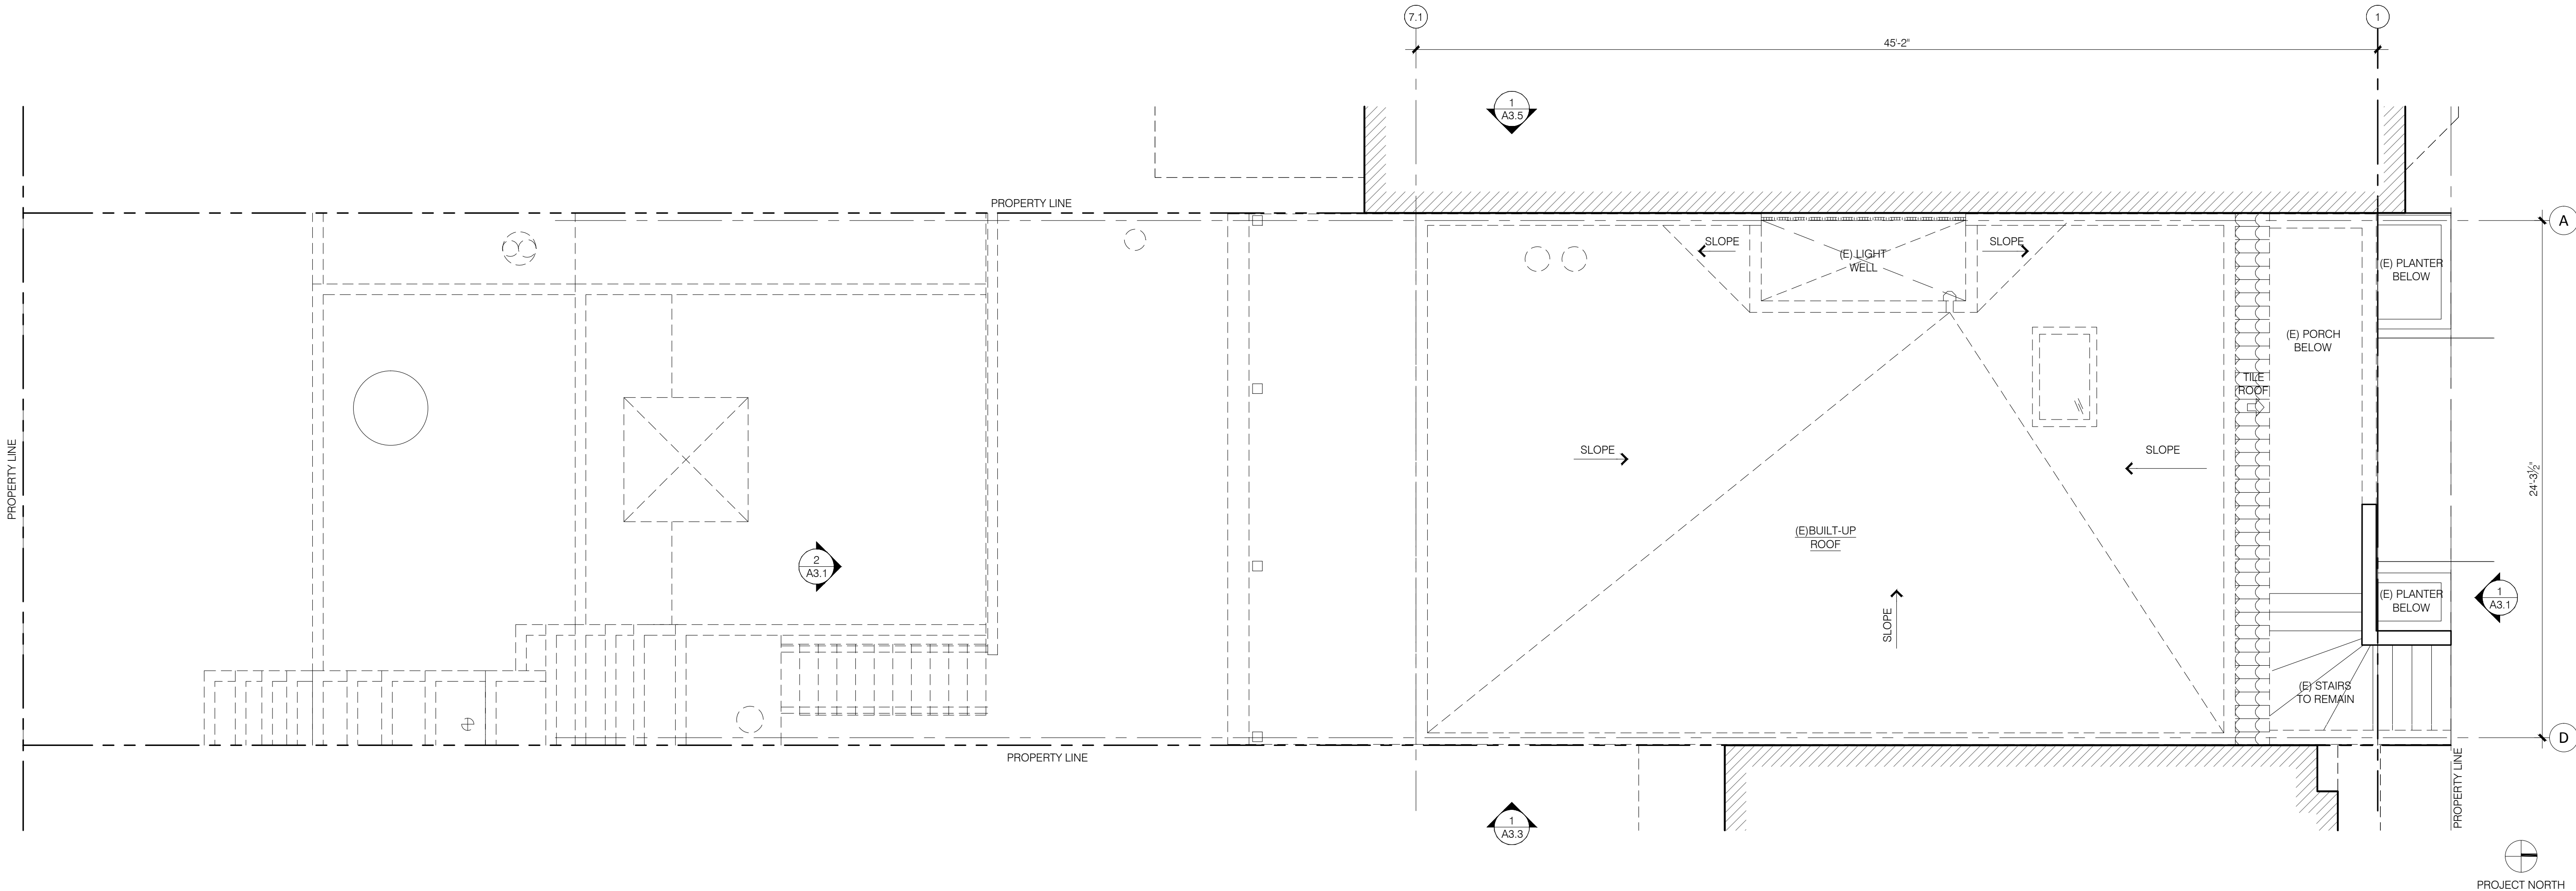 7.1
1
45'-2"
1
A3.5
PROPERTY LINE
A
SLOPE
(E) LIGHT
WELL
SLOPE
(E) PLANTER
BELOW
(E) PORCH
BELOW
TILE
ROOF
PROPERTY LINE
SLOPE
SLOPE
24'-3½"
(E)BUILT-UP
ROOF
2
A3.1
(E) PLANTER
BELOW
1
A3.1
SLOPE
(E) STAIRS
TO REMAIN
D
PROPERTY LINE
PROPERTY LINE
1
A3.3
PROJECT NORTH